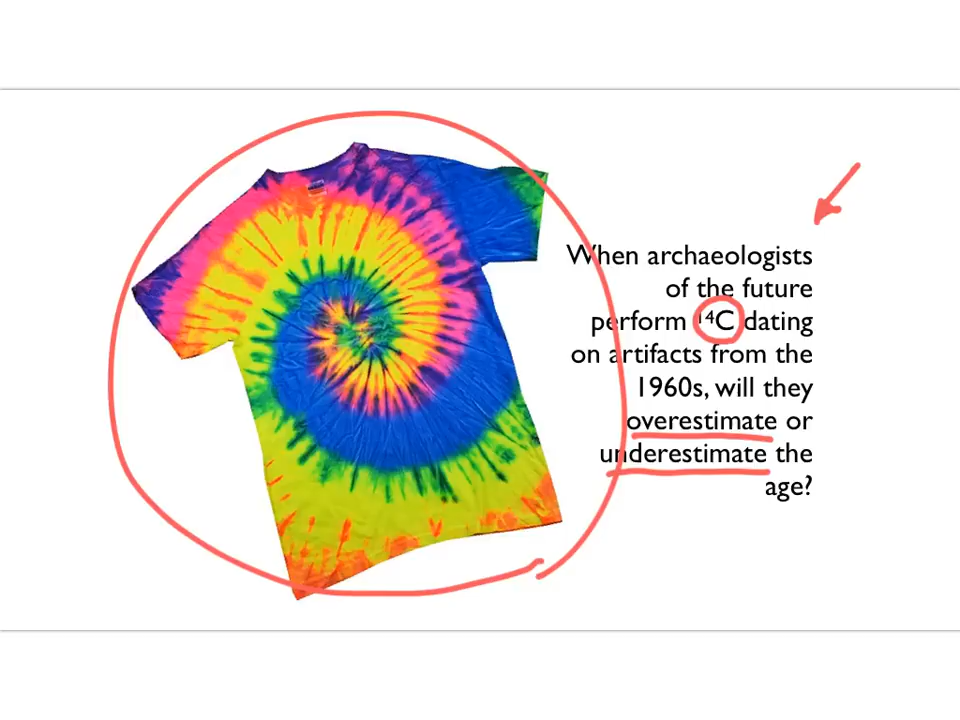 When archaeologists
of the future
perform ¹⁴C dating
on artifacts from the
1960s, will they
overestimate or
underestimate the
age?